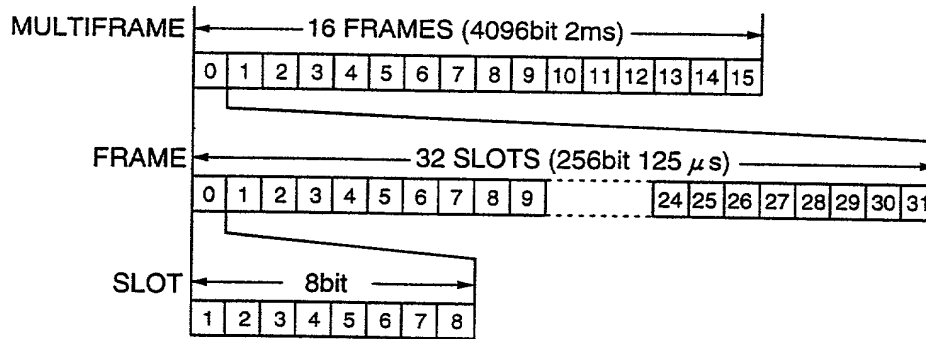 MULTIFRAME 16 FRAMES (4096bit 2ms)
0 1 2 3 4 5 6 7 8 9 10 11 12 13 14 15
FRAME 32 SLOTS (256bit 125 μs)
0 1 2 3 4 5 6 7 8 9 24 25 26 27 28 29 30 31
SLOT 8bit
1 2 3 4 5 6 7 8